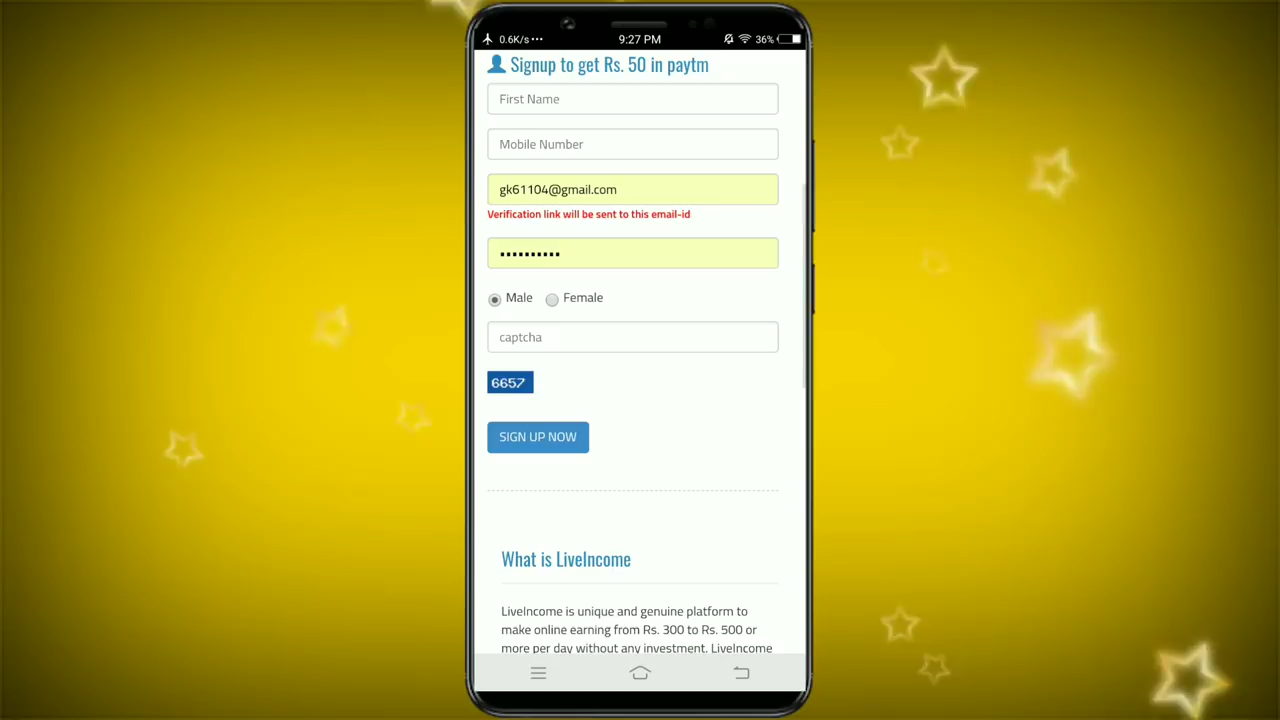 0.6K/s ···
9:27 PM
36%
Signup to get Rs. 50 in paytm
First Name
Mobile Number
gk61104@gmail.com
Verification link will be sent to this email-id
••••••••••
Male
Female
captcha
6657
SIGN UP NOW
What is LiveIncome
LiveIncome is unique and genuine platform to
make online earning from Rs. 300 to Rs. 500 or
more per day without any investment. LiveIncome